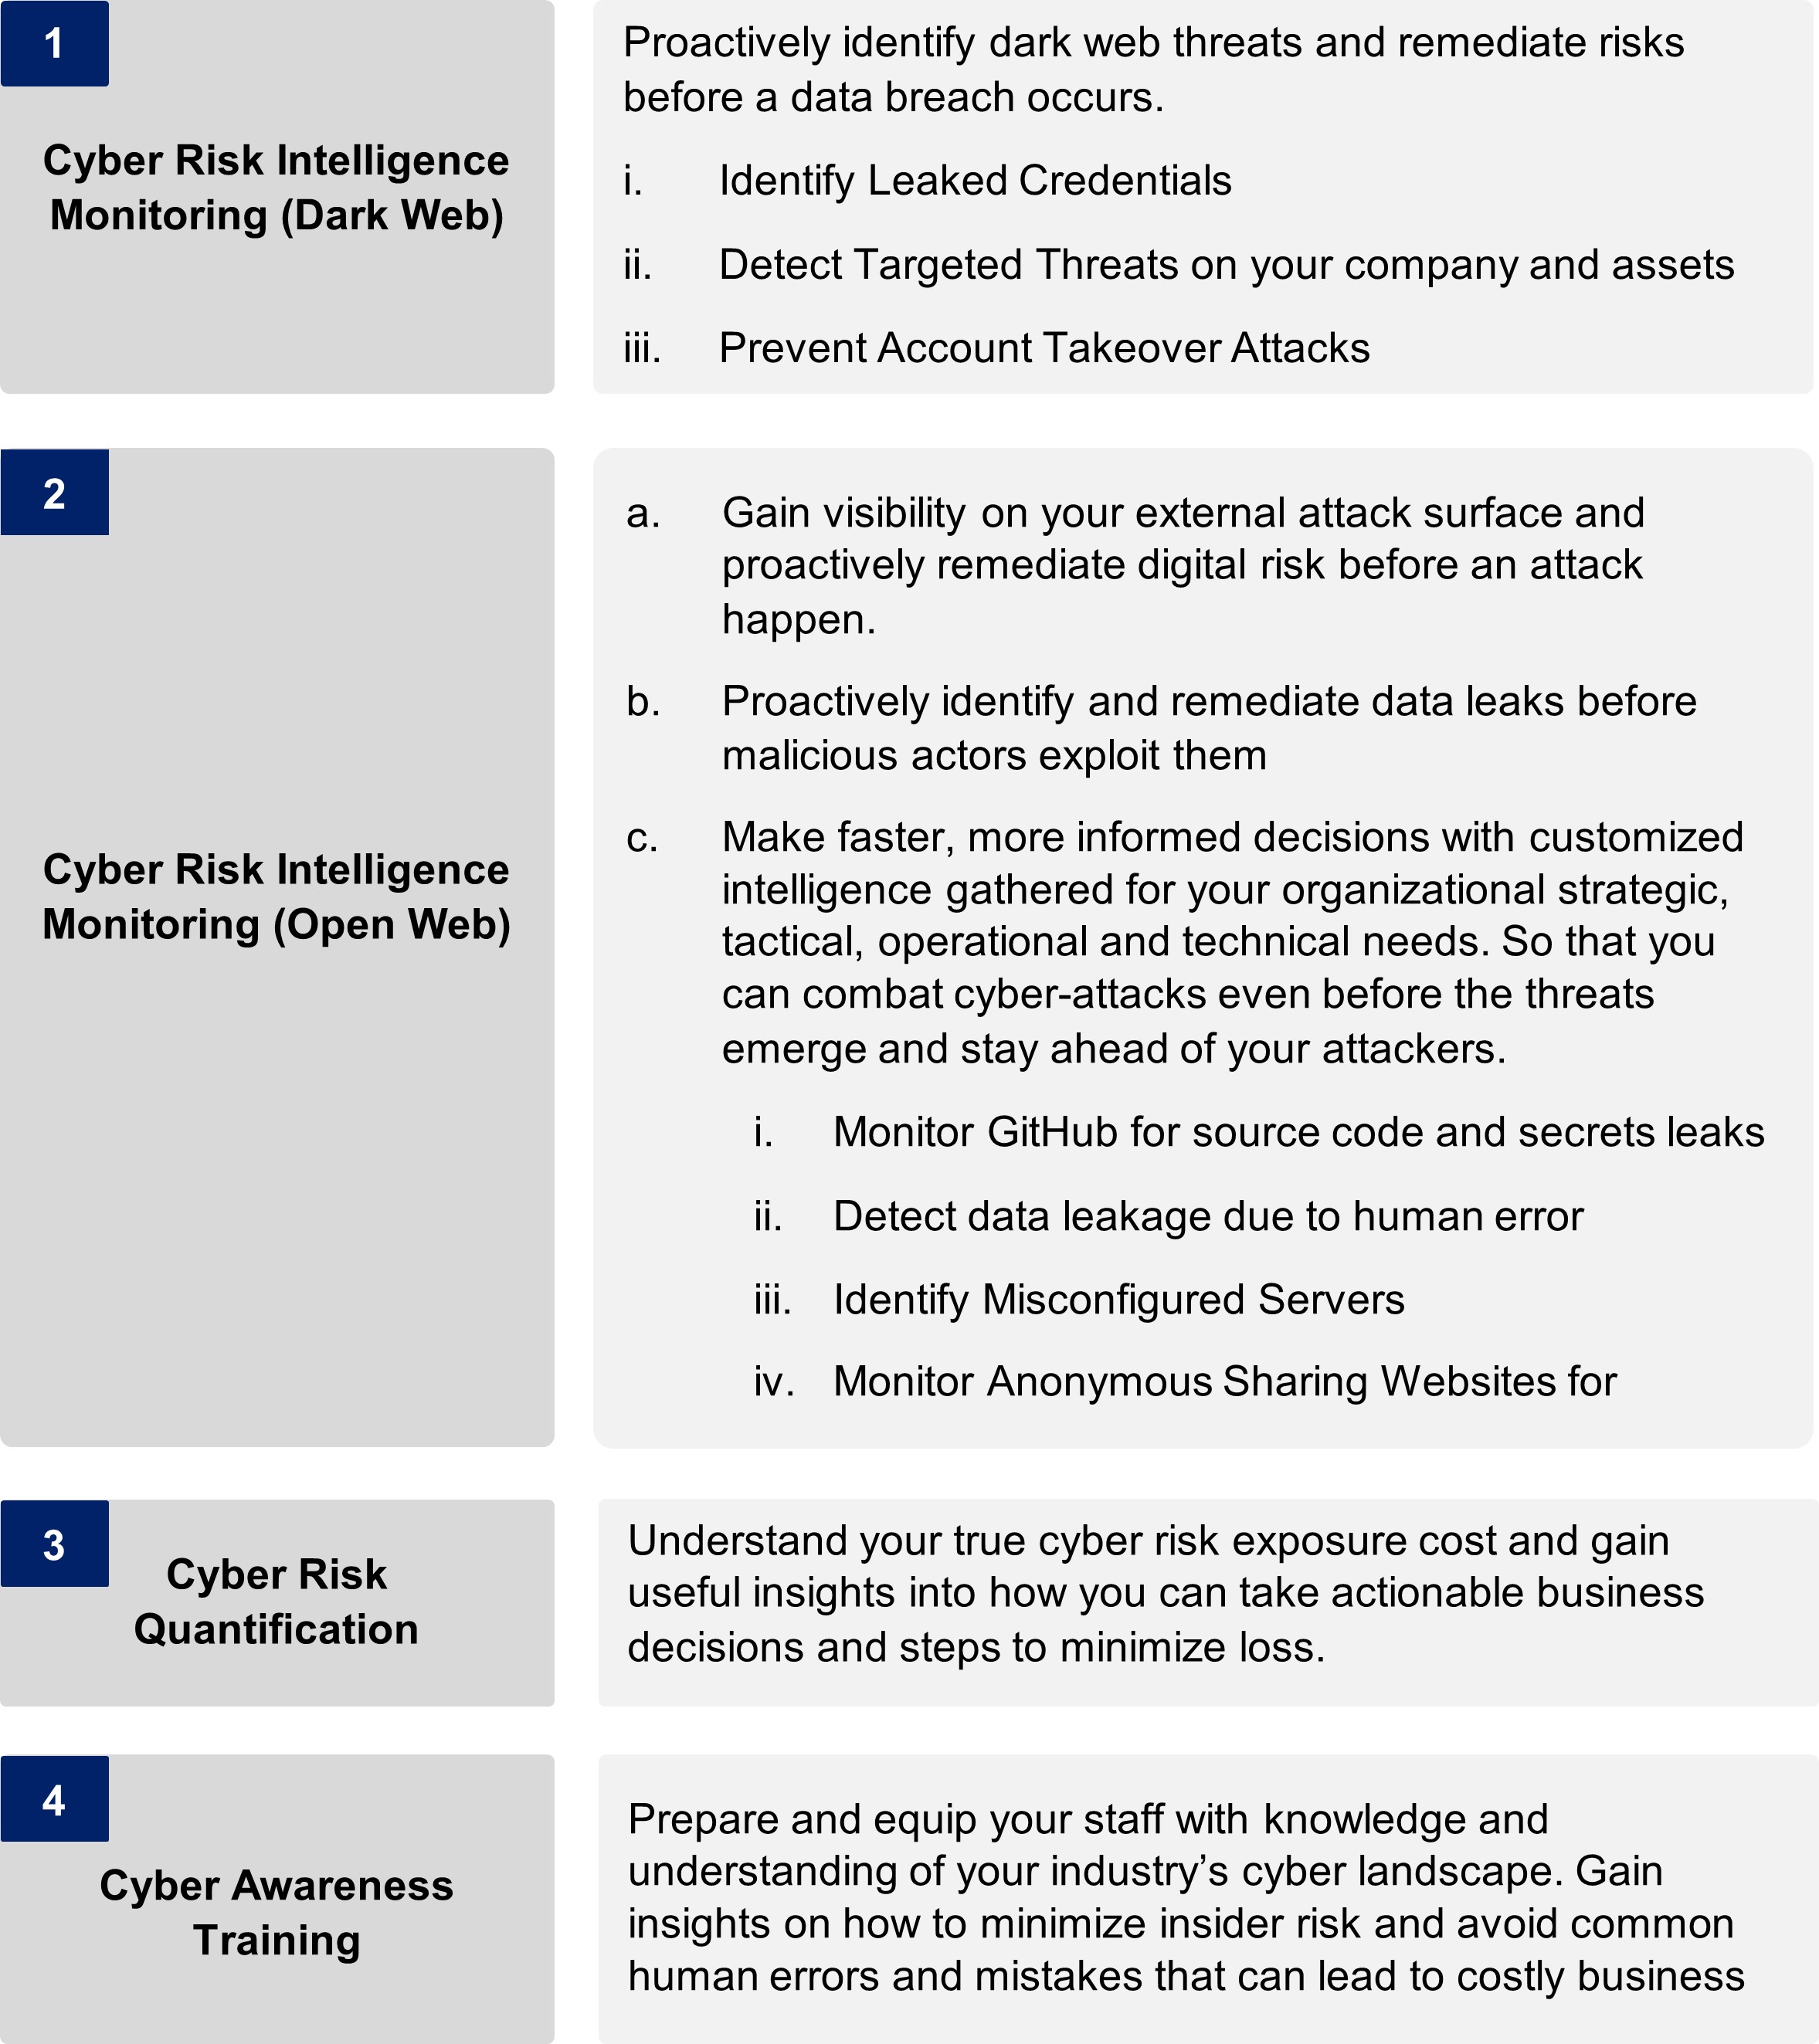 1
Cyber Risk Intelligence
Monitoring (Dark Web)
Proactively identify dark web threats and remediate risks
before a data breach occurs.
i. Identify Leaked Credentials
ii. Detect Targeted Threats on your company and assets
iii. Prevent Account Takeover Attacks
2
Cyber Risk Intelligence
Monitoring (Open Web)
a. Gain visibility on your external attack surface and
proactively remediate digital risk before an attack
happen.
b. Proactively identify and remediate data leaks before
malicious actors exploit them
c. Make faster, more informed decisions with customized
intelligence gathered for your organizational strategic,
tactical, operational and technical needs. So that you
can combat cyber-attacks even before the threats
emerge and stay ahead of your attackers.
i. Monitor GitHub for source code and secrets leaks
ii. Detect data leakage due to human error
iii. Identify Misconfigured Servers
iv. Monitor Anonymous Sharing Websites for
3
Cyber Risk
Quantification
Understand your true cyber risk exposure cost and gain
useful insights into how you can take actionable business
decisions and steps to minimize loss.
4
Cyber Awareness
Training
Prepare and equip your staff with knowledge and
understanding of your industry’s cyber landscape. Gain
insights on how to minimize insider risk and avoid common
human errors and mistakes that can lead to costly business